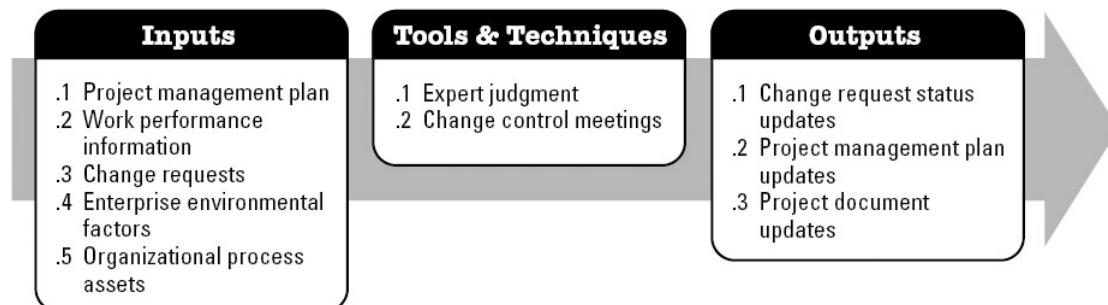 Inputs
.1 Project management plan
.2 Work performance
information
.3 Change requests
.4 Enterprise environmental
factors
.5 Organizational process
assets
Tools & Techniques
.1 Expert judgment
.2 Change control meetings
Outputs
.1 Change request status
updates
.2 Project management plan
updates
.3 Project document
updates